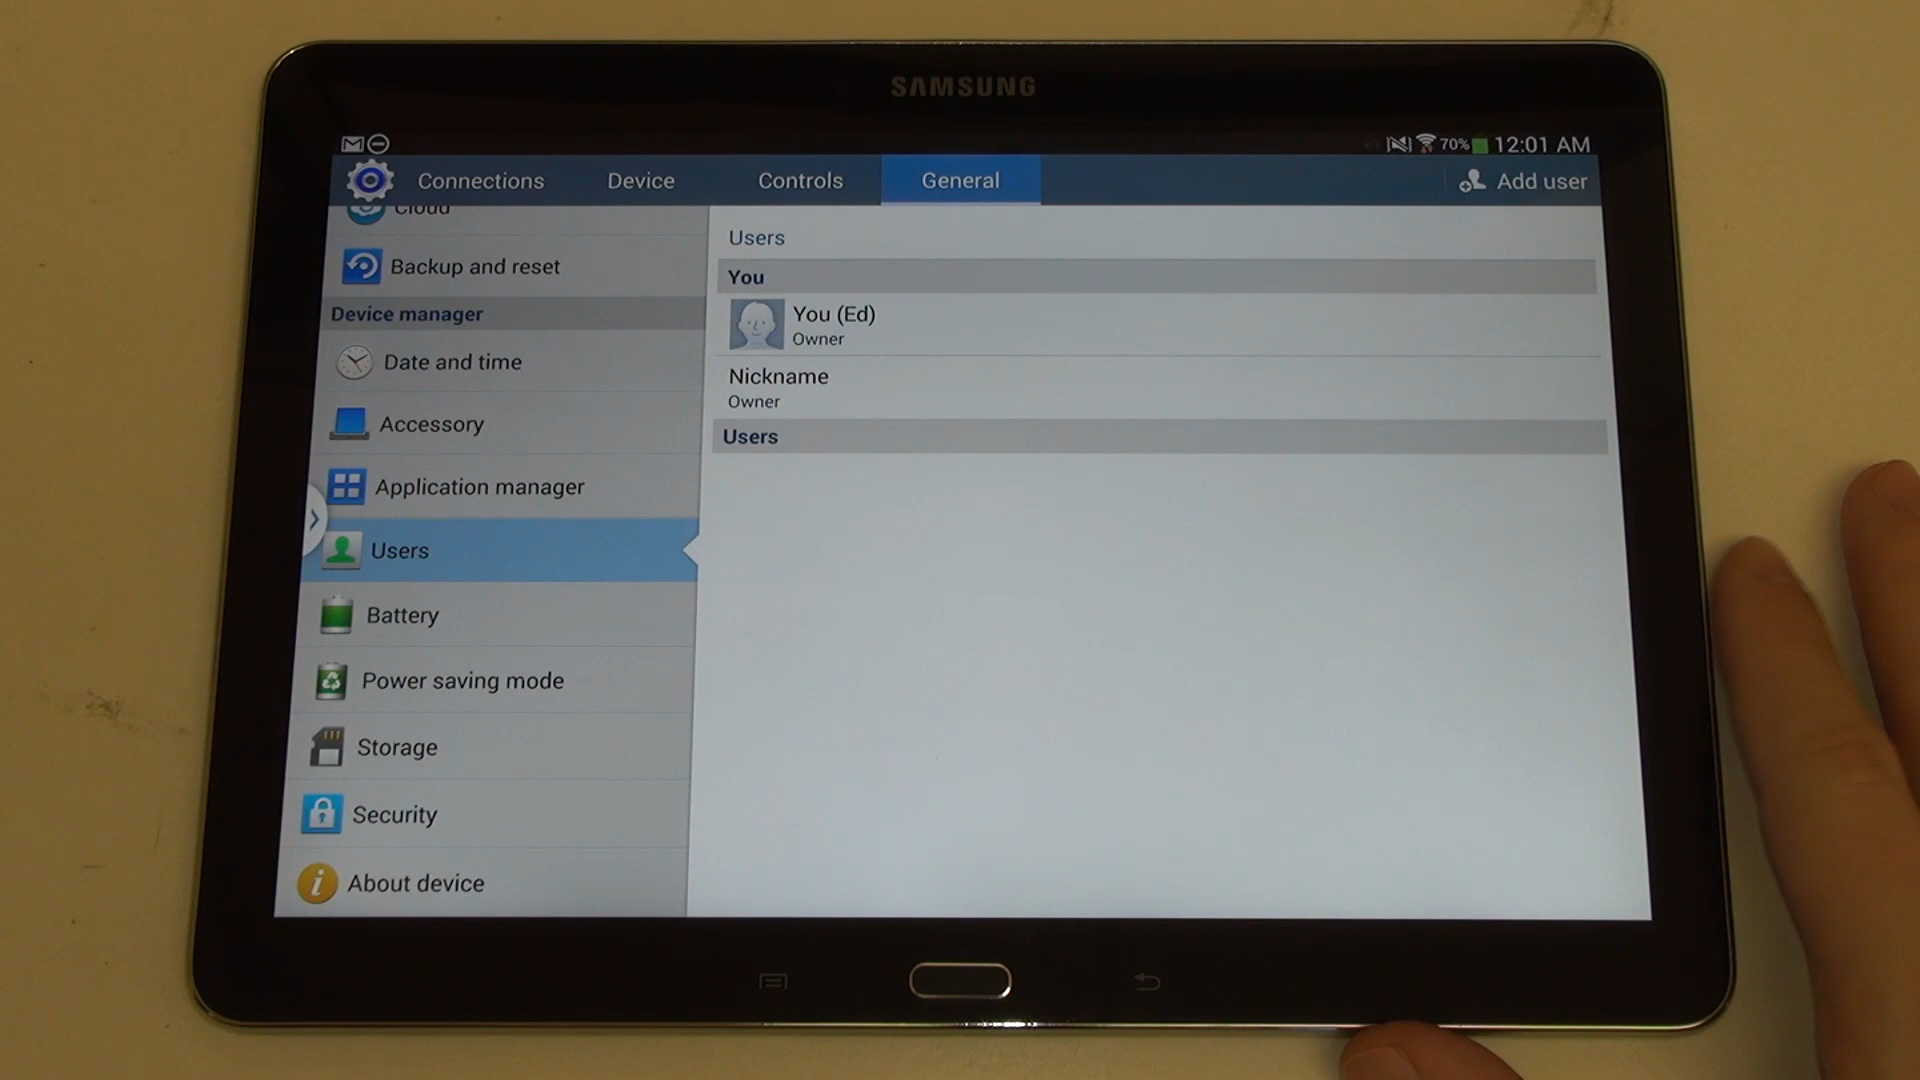 SAMSUNG
70% 12:01 AM
Connections Device Controls General Add user
Cloud
Backup and reset
Device manager
Date and time
Accessory
Application manager
Users
Battery
Power saving mode
Storage
Security
About device
Users
You
You (Ed)
Owner
Nickname
Owner
Users